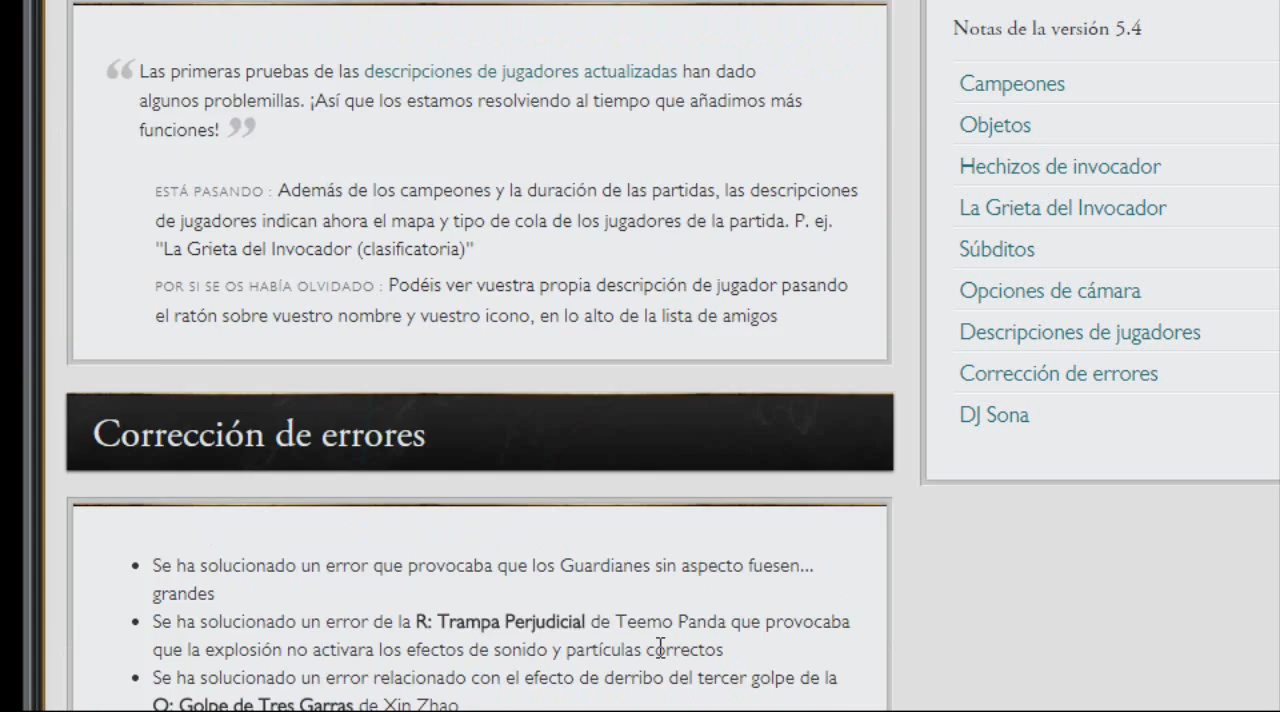 “ Las primeras pruebas de las descripciones de jugadores actualizadas han dado
algunos problemillas. ¡Así que los estamos resolviendo al tiempo que añadimos más
funciones! ”
ESTÁ PASANDO : Además de los campeones y la duración de las partidas, las descripciones
de jugadores indican ahora el mapa y tipo de cola de los jugadores de la partida. P. ej.
"La Grieta del Invocador (clasificatoria)"
POR SI SE OS HABÍA OLVIDADO : Podéis ver vuestra propia descripción de jugador pasando
el ratón sobre vuestro nombre y vuestro icono, en lo alto de la lista de amigos
Corrección de errores
• Se ha solucionado un error que provocaba que los Guardianes sin aspecto fuesen...
grandes
• Se ha solucionado un error de la R: Trampa Perjudicial de Teemo Panda que provocaba
que la explosión no activara los efectos de sonido y partículas correctos
• Se ha solucionado un error relacionado con el efecto de derribo del tercer golpe de la
Q: Golpe de Tres Garras de Xin Zhao
Notas de la versión 5.4
Campeones
Objetos
Hechizos de invocador
La Grieta del Invocador
Súbditos
Opciones de cámara
Descripciones de jugadores
Corrección de errores
DJ Sona